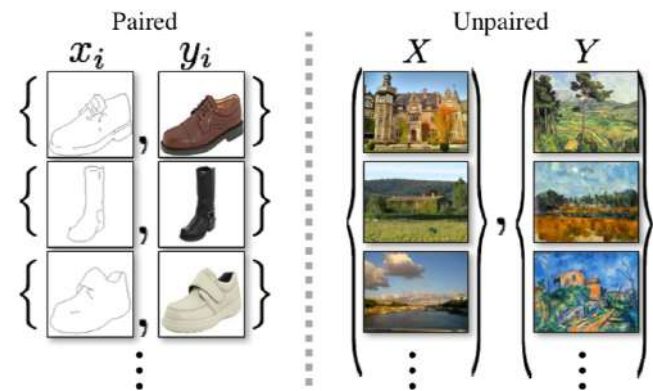 Paired
Unpaired
x_i
y_i
X
Y
{ , }
{ , }
{ , }
⋮ ⋮
{ , }
⋮ ⋮